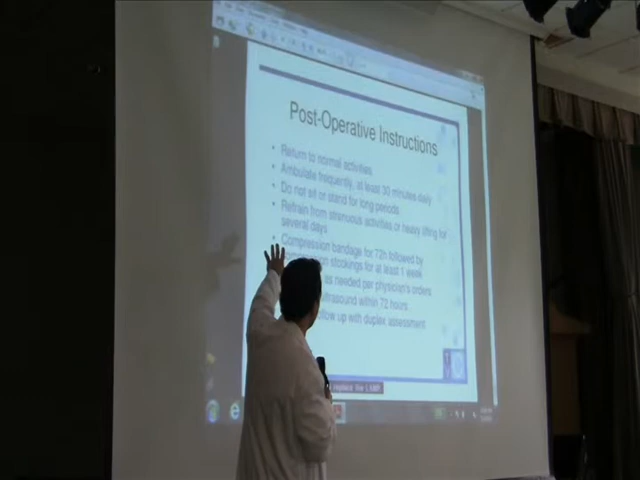 Post-Operative Instructions
• Return to normal activities
• Ambulate frequently, at least 30 minutes daily
• Do not sit or stand for long periods
• Refrain from strenuous activities or heavy lifting for
several days
• Compression bandage for 72h followed by
stockings for at least 1 week
as needed per physician's orders
ultrasound within 72 hours
up with duplex assessment